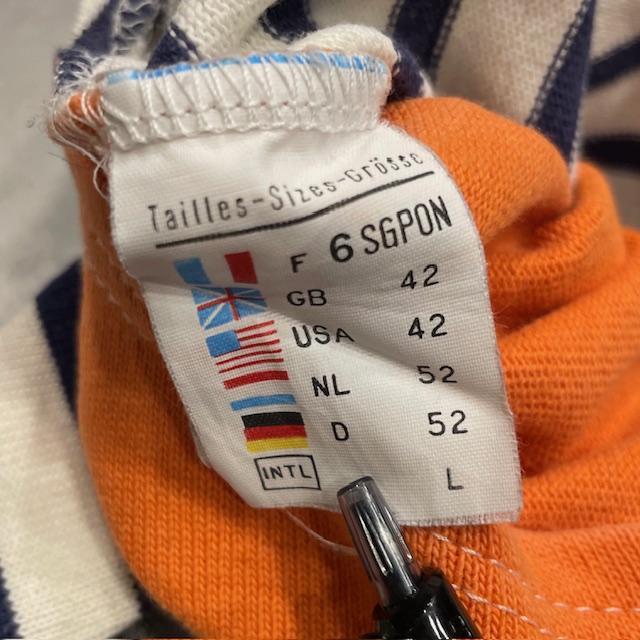 Tailles-Sizes-Grösse
F 6 SGPON
GB 42
USA 42
NL 52
D 52
INTL L